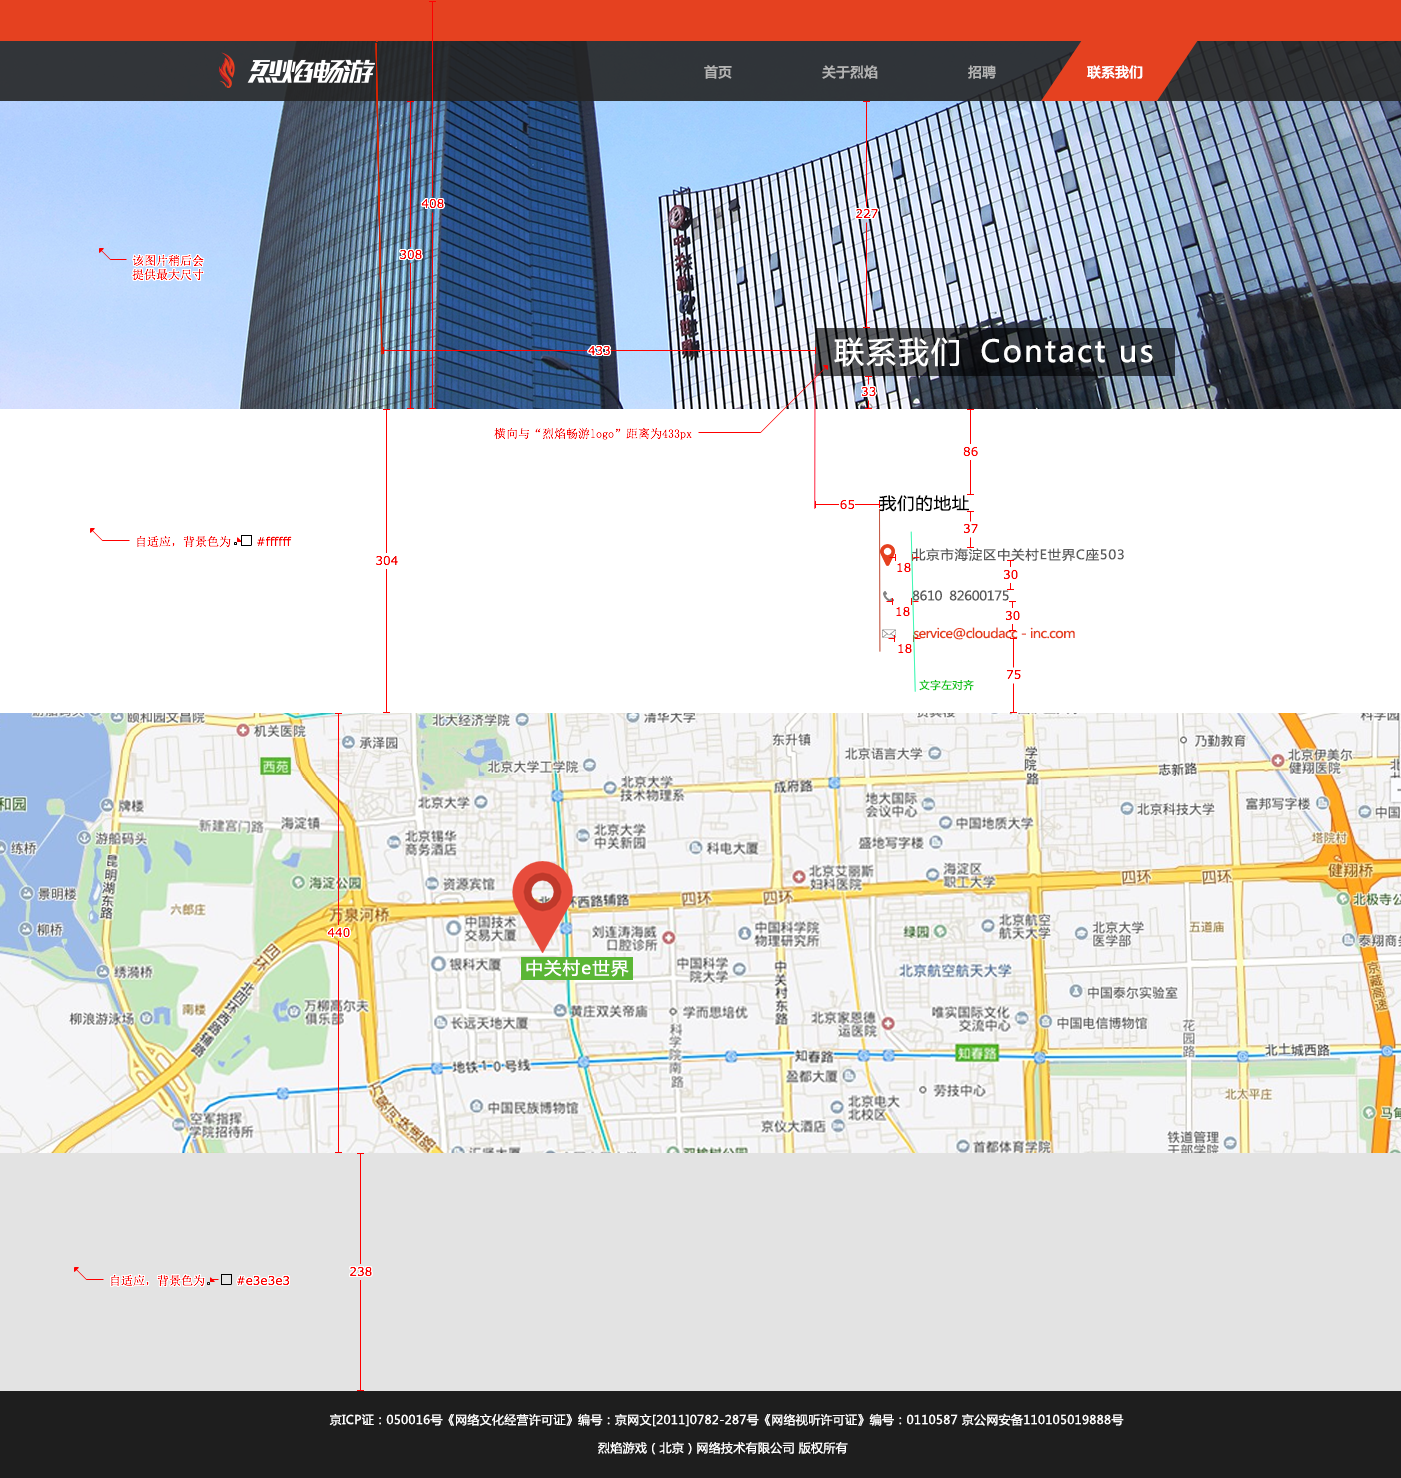 烈焰畅游
首页
关于烈焰
招聘
联系我们
408
227
308
该图片稍后会
提供最大尺寸
433
联系我们 Contact us
33
横向与“烈焰畅游logo”距离为433px
86
65
我们的地址
37
自适应，背景色为 #ffffff
304
北京市海淀区中关村E世界C座503
18
30
8610 82600175
18
30
service@cloudacc - inc.com
18
75
文字左对齐
颐和园文昌院
北大经济学院
清华大学
科学园
机关医院
承泽园
东升镇
学院路
乃勤教育
西苑
北京大学工学院
北京语言大学
志新路
北京伊美尔
健翔医院
和园
牌楼
北京大学
北京大学
技术物理系
成府路
地大国际
会议中心
北京科技大学
富邦写字楼
中国
游船码头
新建宫门路
海淀镇
北京锡华
商务酒店
北京大学
中关新园
科电大厦
中国地质大学
盛地写字楼
塔院村
练桥
昆明湖东路
海淀公园
资源宾馆
北京艾丽斯
妇科医院
海淀区
职工大学
四环
四环
四环
四环
健翔桥
景明楼
六郎庄
万泉河桥
环西路辅路
北极寺公
柳桥
440
中国技术
交易大厦
刘连涛海威
口腔诊所
中国科学院
物理研究所
绿园
北京航空
航天大学
北京大学
医学部
五道庙
泰翔商务
绮漪桥
四环
银科大厦
中关村e世界
中国科学
院大学
中关村东路
北京航空航天大学
中国泰尔实验室
京藏高速
南楼
北四环西路辅路
万柳高尔夫
俱乐部
柳浪游泳场
长远天地大厦
黄庄双关帝庙
学而思培优
科学院南路
北京家恩德
运医院
唯实国际文化
交流中心
中国电信博物馆
花园路
地铁10号线
知春路
知春路
北土城西路
盈都大厦
劳技中心
北太平庄
空军指挥
学院招待所
中国民族博物馆
北京电大
北校区
京仪大酒店
马甸
万泉河快速路
首都体育学院
铁道管理
干部学院
238
自适应，背景色为 #e3e3e3
京ICP证：050016号《网络文化经营许可证》编号：京网文[2011]0782-287号《网络视听许可证》编号：0110587 京公网安备110105019888号
烈焰游戏（北京）网络技术有限公司 版权所有